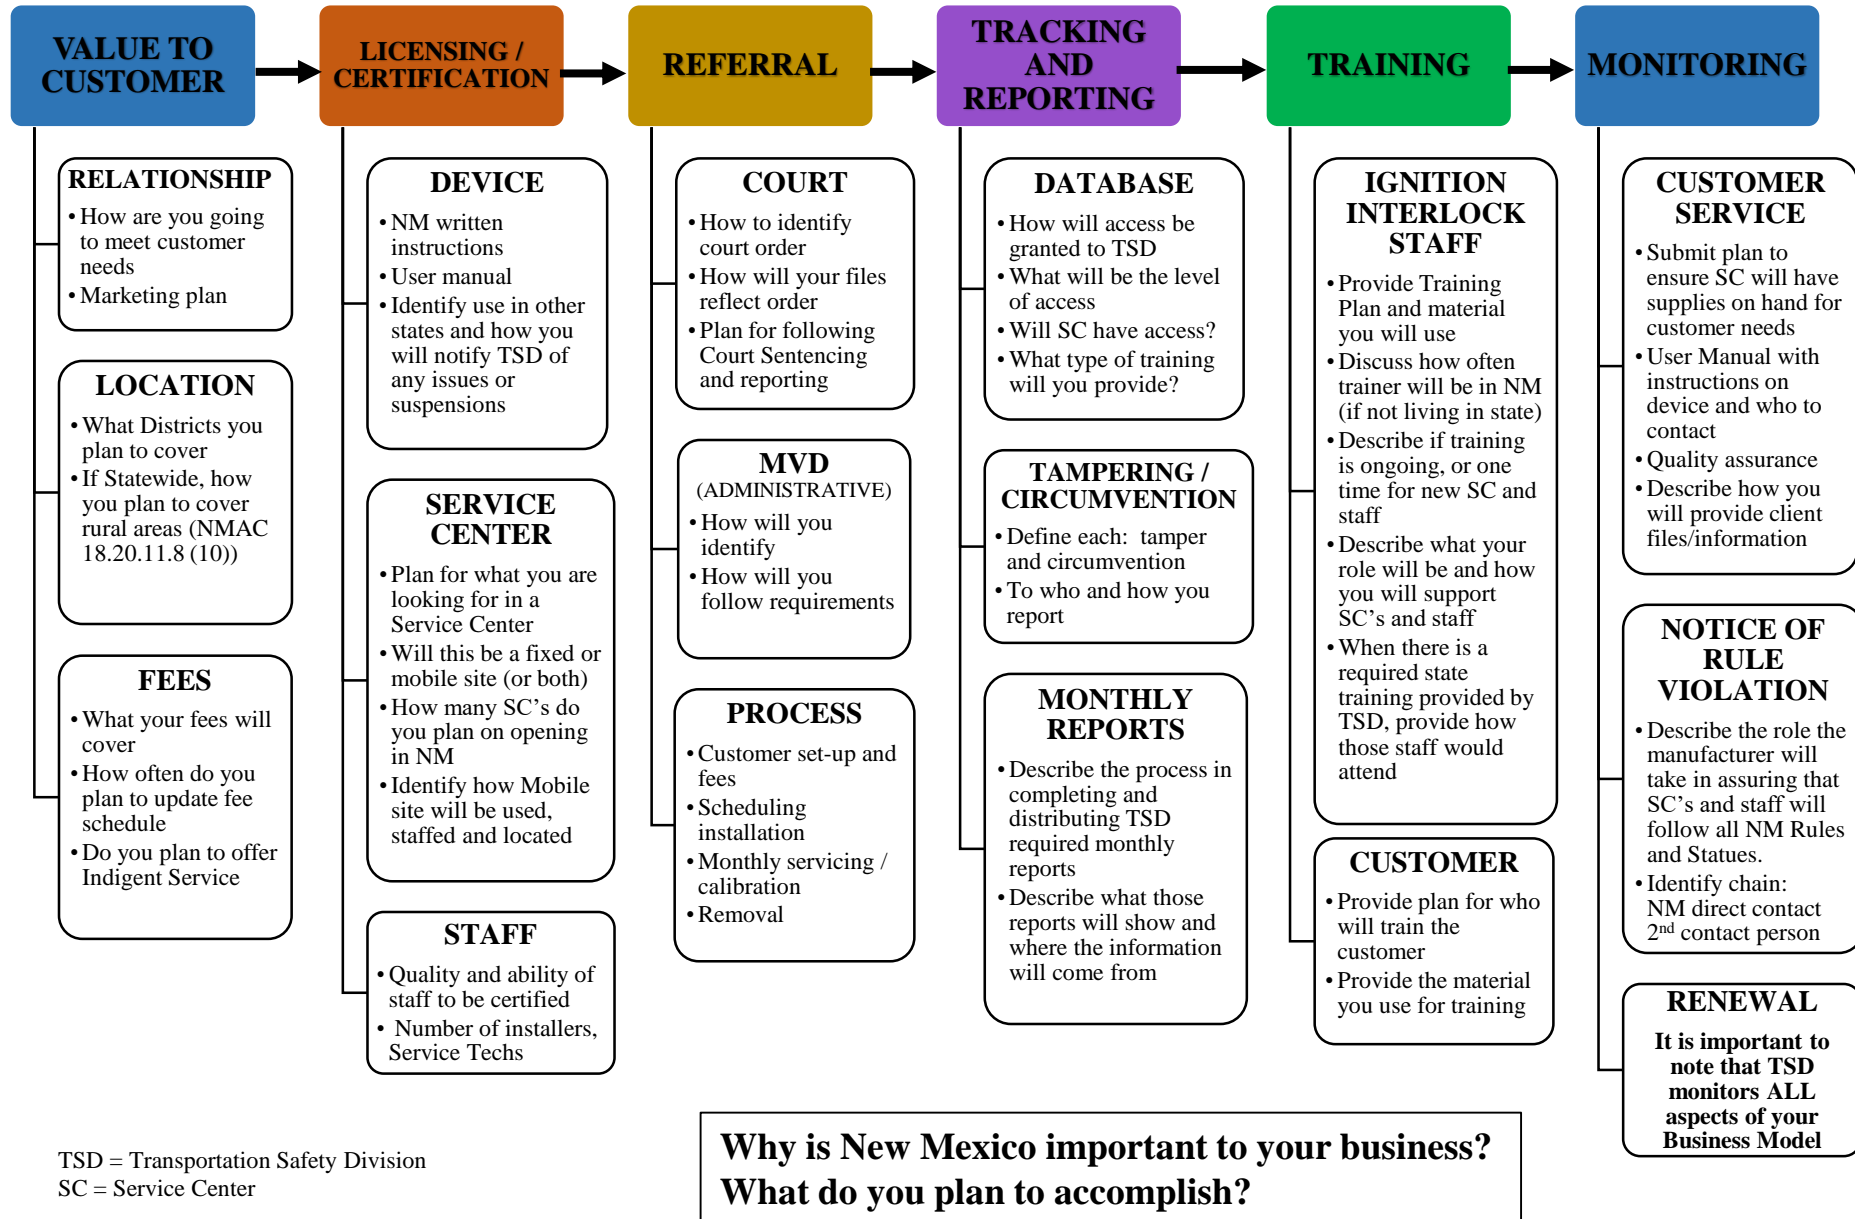 VALUE TO
CUSTOMER
LICENSING /
CERTIFICATION
REFERRAL
TRACKING
AND
REPORTING
TRAINING
MONITORING
RELATIONSHIP
• How are you going
to meet customer
needs
• Marketing plan
LOCATION
• What Districts you
plan to cover
• If Statewide, how
you plan to cover
rural areas (NMAC
18.20.11.8 (10))
FEES
• What your fees will
cover
• How often do you
plan to update fee
schedule
• Do you plan to offer
Indigent Service
DEVICE
• NM written
instructions
• User manual
• Identify use in other
states and how you
will notify TSD of
any issues or
suspensions
SERVICE
CENTER
• Plan for what you are
looking for in a
Service Center
• Will this be a fixed or
mobile site (or both)
• How many SC's do
you plan on opening
in NM
• Identify how Mobile
site will be used,
staffed and located
STAFF
• Quality and ability of
staff to be certified
• Number of installers,
Service Techs
COURT
• How to identify
court order
• How will your files
reflect order
• Plan for following
Court Sentencing
and reporting
MVD
(ADMINISTRATIVE)
• How will you
identify
• How will you
follow requirements
PROCESS
• Customer set-up and
fees
• Scheduling
installation
• Monthly servicing /
calibration
• Removal
DATABASE
• How will access be
granted to TSD
• What will be the level
of access
• Will SC have access?
• What type of training
will you provide?
TAMPERING /
CIRCUMVENTION
• Define each: tamper
and circumvention
• To who and how you
report
MONTHLY
REPORTS
• Describe the process in
completing and
distributing TSD
required monthly
reports
• Describe what those
reports will show and
where the information
will come from
IGNITION
INTERLOCK
STAFF
• Provide Training
Plan and material
you will use
• Discuss how often
trainer will be in NM
(if not living in state)
• Describe if training
is ongoing, or one
time for new SC and
staff
• Describe what your
role will be and how
you will support
SC's and staff
• When there is a
required state
training provided by
TSD, provide how
those staff would
attend
CUSTOMER
• Provide plan for who
will train the
customer
• Provide the material
you use for training
CUSTOMER
SERVICE
• Submit plan to
ensure SC will have
supplies on hand for
customer needs
• User Manual with
instructions on
device and who to
contact
• Quality assurance
• Describe how you
will provide client
files/information
NOTICE OF
RULE
VIOLATION
• Describe the role the
manufacturer will
take in assuring that
SC's and staff will
follow all NM Rules
and Statues.
• Identify chain:
NM direct contact
2nd contact person
RENEWAL
It is important to
note that TSD
monitors ALL
aspects of your
Business Model
TSD = Transportation Safety Division
SC = Service Center
Why is New Mexico important to your business?
What do you plan to accomplish?